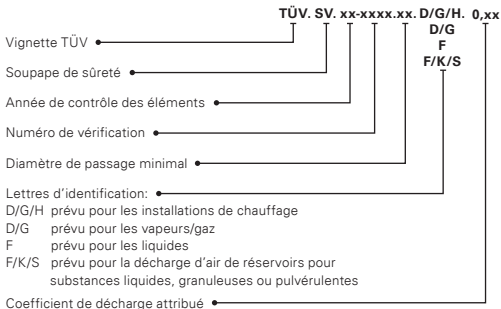 TÜV. SV. xx-xxxx.xx. D/G/H. 0,xx
D/G
F
F/K/S
Vignette TÜV
Soupape de sûreté
Année de contrôle des éléments
Numéro de vérification
Diamètre de passage minimal
Lettres d'identification:
D/G/H prévu pour les installations de chauffage
D/G prévu pour les vapeurs/gaz
F prévu pour les liquides
F/K/S prévu pour la décharge d'air de réservoirs pour
substances liquides, granuleuses ou pulvérulentes
Coefficient de décharge attribué